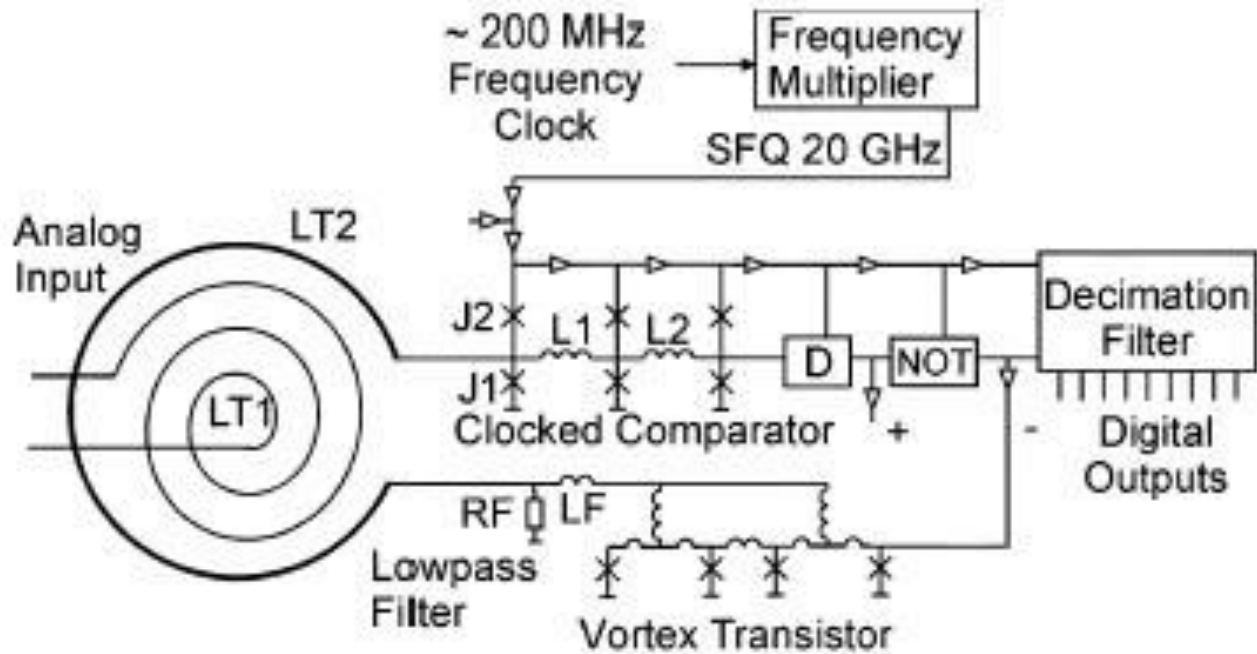 ~ 200 MHz
Frequency
Clock
Frequency
Multiplier
SFQ 20 GHz
Analog
Input
LT2
LT1
J2
L1
L2
J1
D
NOT
Decimation
Filter
Clocked Comparator
+
-
Digital
Outputs
RF
LF
Lowpass
Filter
Vortex Transistor